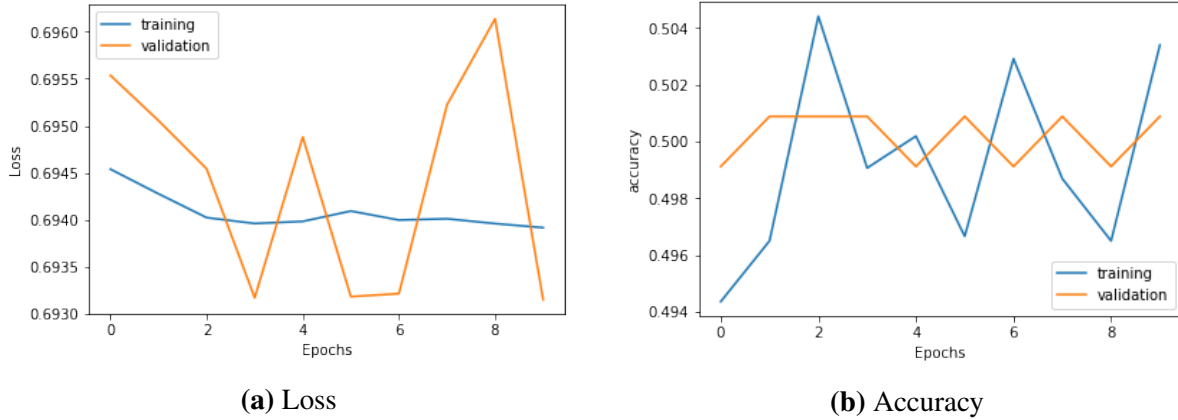 0.6960
0.6955
0.6950
0.6945
0.6940
0.6935
0.6930
Loss
training
validation
0 2 4 6 8
Epochs
(a) Loss
0.504
0.502
0.500
0.498
0.496
0.494
accuracy
training
validation
0 2 4 6 8
Epochs
(b) Accuracy